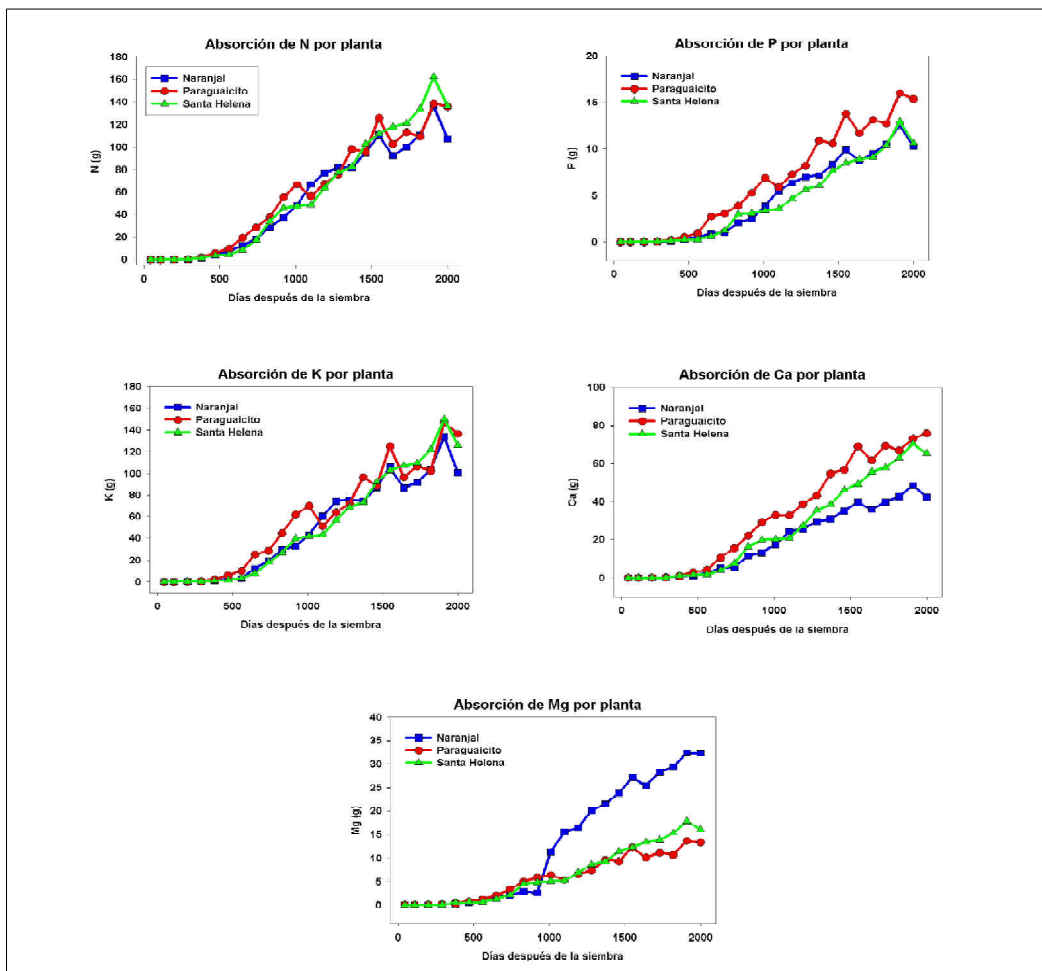 Absorción de N por planta
180
160
140
120
100
80
60
40
20
0
N (g)
Naranjal
Paraguaicito
Santa Helena
0 500 1000 1500 2000
Días después de la siembra
Absorción de P por planta
20
15
10
5
0
P (g)
Naranjal
Paraguaicito
Santa Helena
0 500 1000 1500 2000
Días después de la siembra
Absorción de K por planta
180
160
140
120
100
80
60
40
20
0
K (g)
Naranjal
Paraguaicito
Santa Helena
0 500 1000 1500 2000
Días después de la siembra
Absorción de Ca por planta
100
80
60
40
20
0
Ca (g)
Naranjal
Paraguaicito
Santa Helena
0 500 1000 1500 2000
Días después de la siembra
Absorción de Mg por planta
40
35
30
25
20
15
10
5
0
Mg (g)
Naranjal
Paraguaicito
Santa Helena
0 500 1000 1500 2000
Días después de la siembra